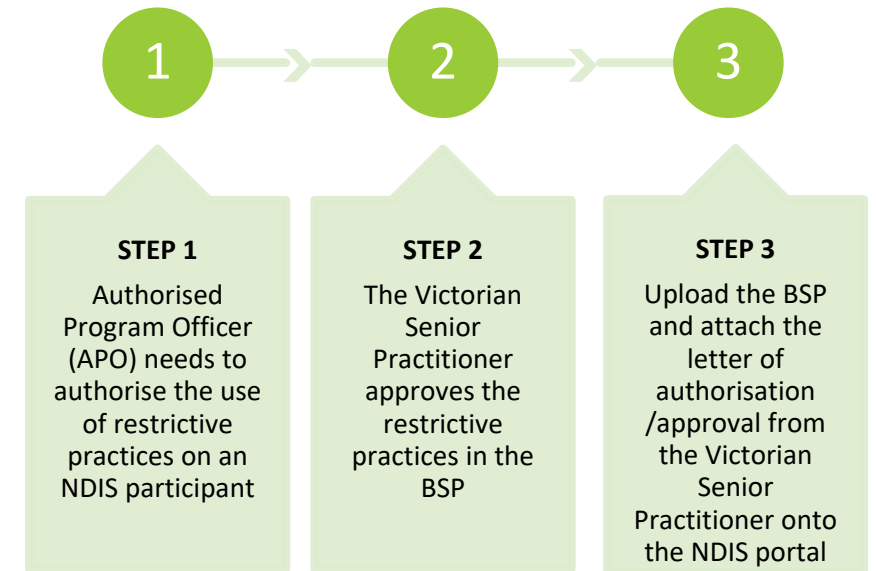 1
2
3
STEP 1
Authorised
Program Officer
(APO) needs to
authorise the use
of restrictive
practices on an
NDIS participant
STEP 2
The Victorian
Senior
Practitioner
approves the
restrictive
practices in the
BSP
STEP 3
Upload the BSP
and attach the
letter of
authorisation
/approval from
the Victorian
Senior
Practitioner onto
the NDIS portal